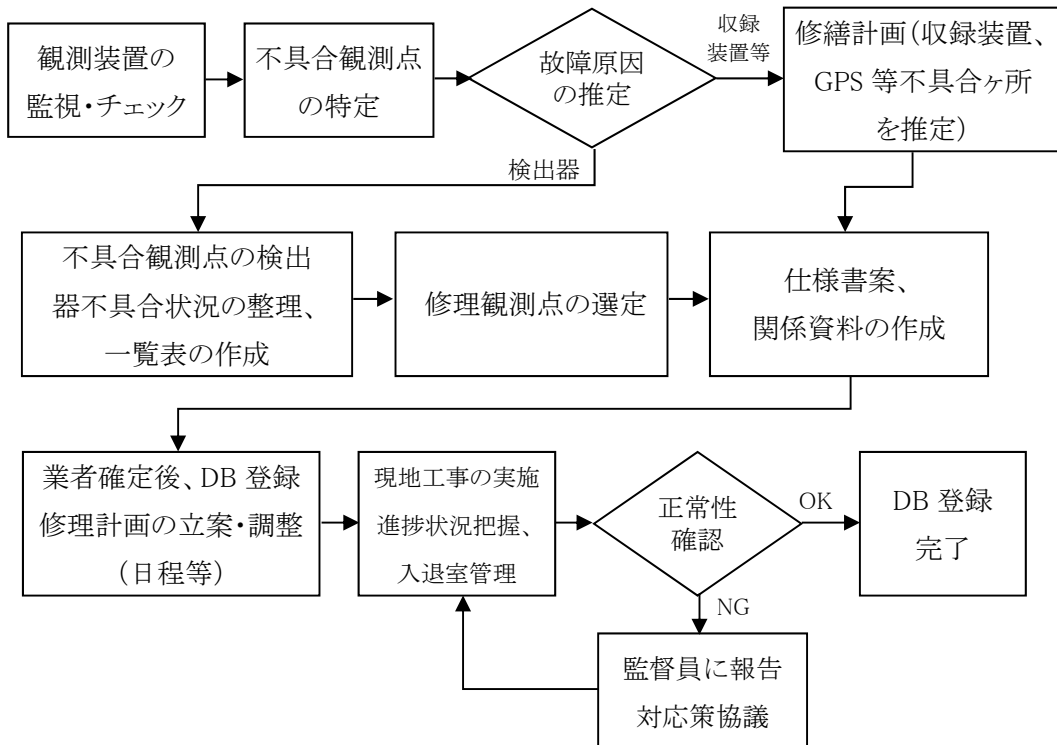 観測装置の
監視・チェック
不具合観測点
の特定
故障原因
の推定
収録
装置等
修繕計画(収録装置、
GPS 等不具合ヶ所
を推定)
検出器
不具合観測点の検出
器不具合状況の整理、
一覧表の作成
修理観測点の選定
仕様書案、
関係資料の作成
業者確定後、DB 登録
修理計画の立案・調整
(日程等)
現地工事の実施
進捗状況把握、
入退室管理
正常性
確認
OK
DB 登録
完了
NG
監督員に報告
対応策協議